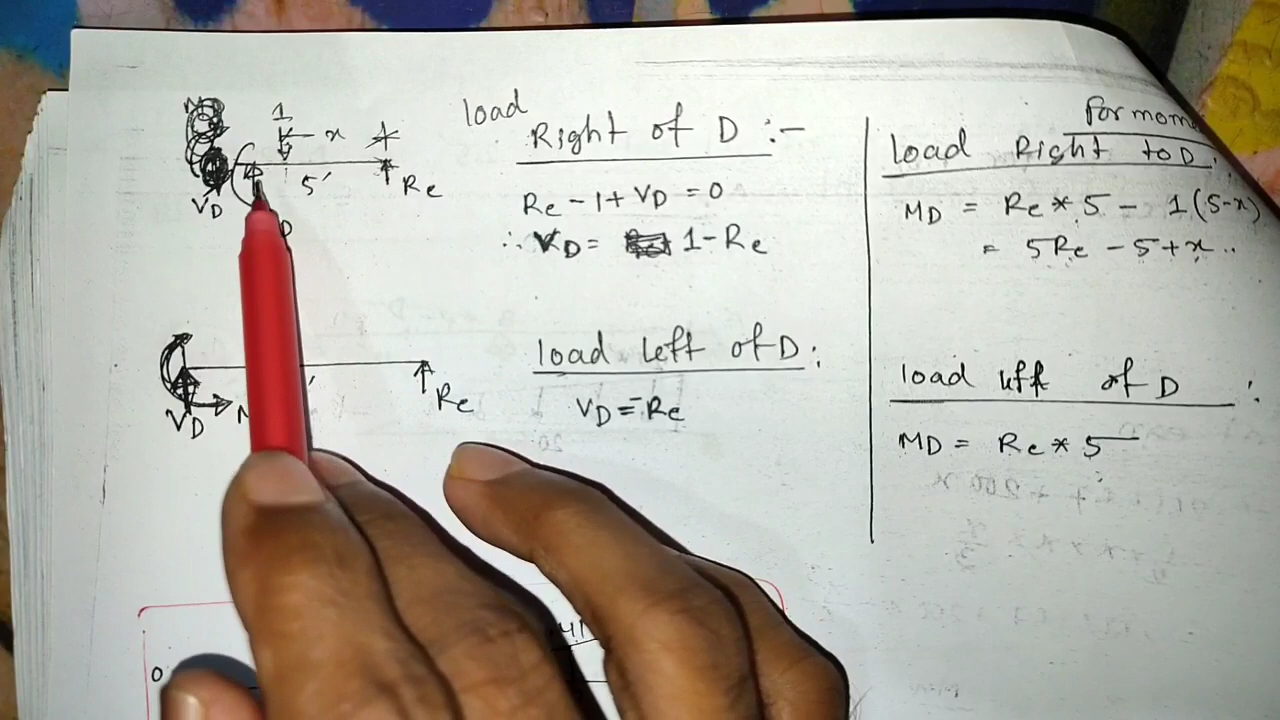 1
x
5'
Re
VD
D
load
Right of D :-
Re - 1 + VD = 0
∴ VD = 1 - Re
Re
VD
load left of D :
VD = -Re
For mome
Load Right to D :
MD = Re * 5 - 1(5-x)
= 5Re - 5 + x ..
load left of D :
MD = Re * 5
0